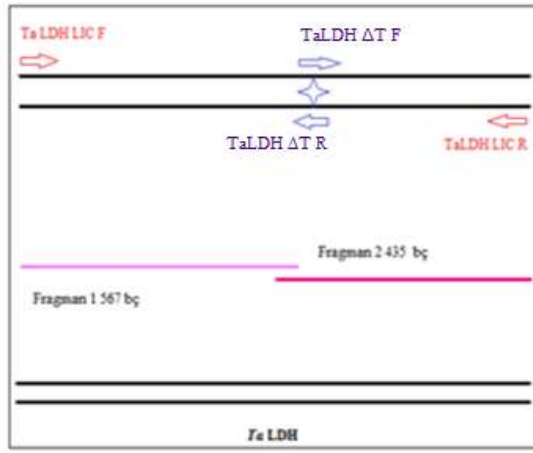 Ta LDH LIC F
TaLDH ΔT F
TaLDH ΔT R
TaLDH LIC R
Fragman 2 435 bç
Fragman 1 567 bç
Ta LDH